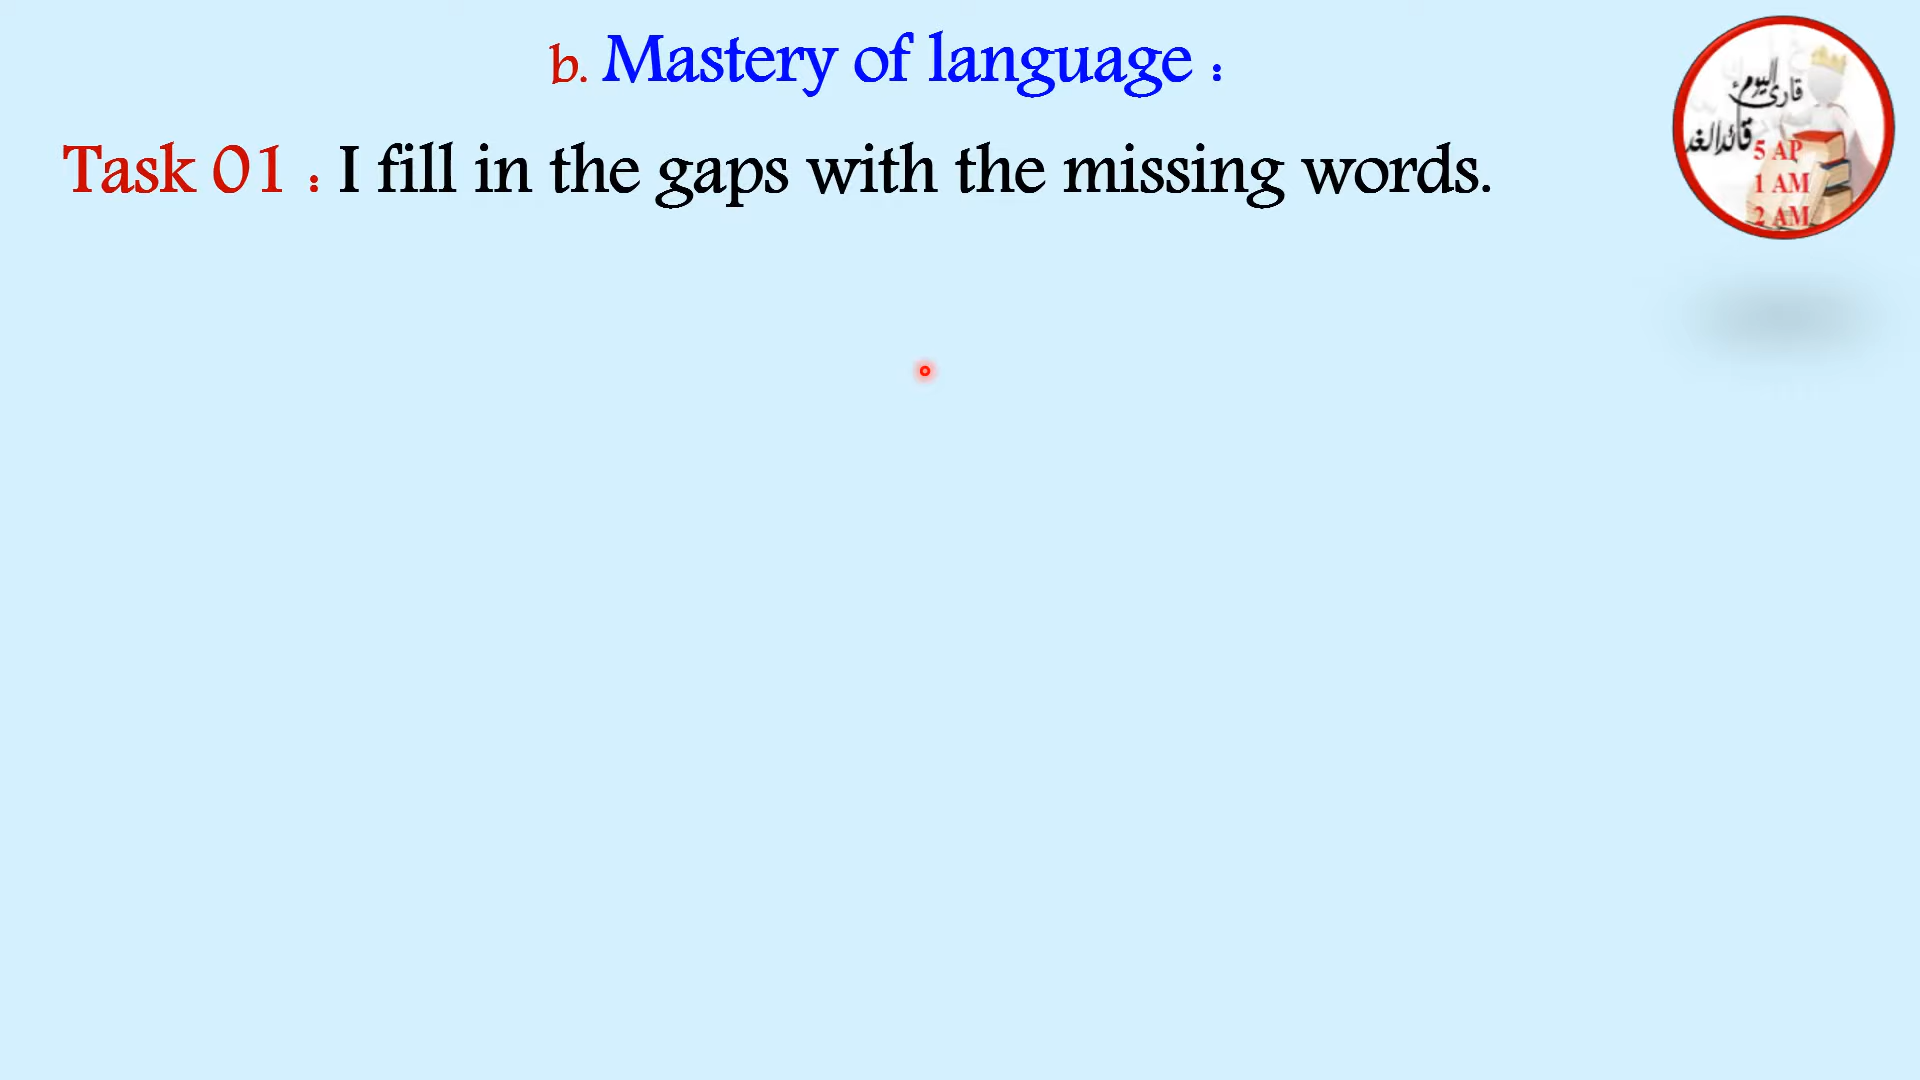 b. Mastery of language :
Task 01 : I fill in the gaps with the missing words.
قارئ اليوم
قائد الغد
5 AP
1 AM
2 AM